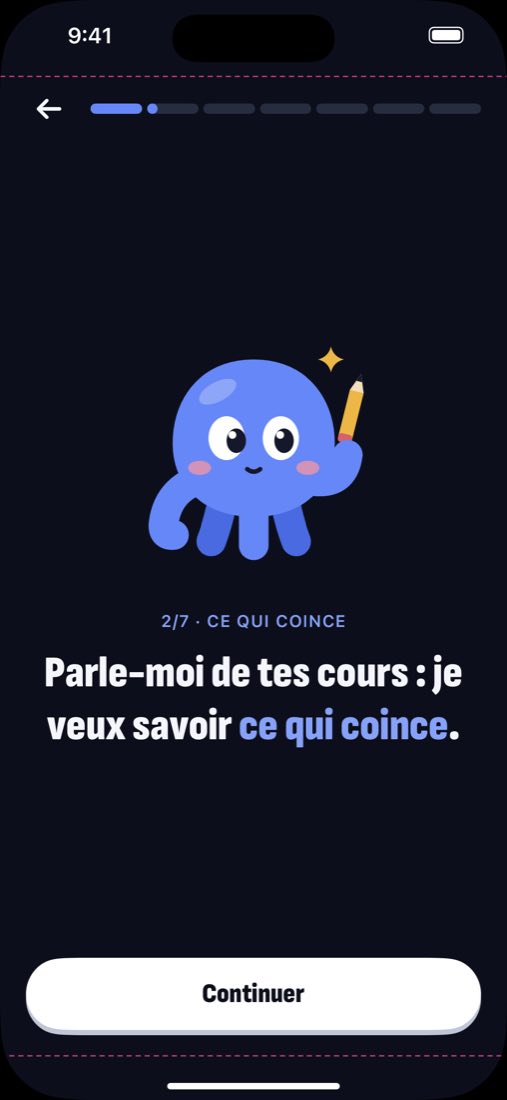 9:41
2/7 · CE QUI COINCE
Parle-moi de tes cours : je
veux savoir ce qui coince.
Continuer